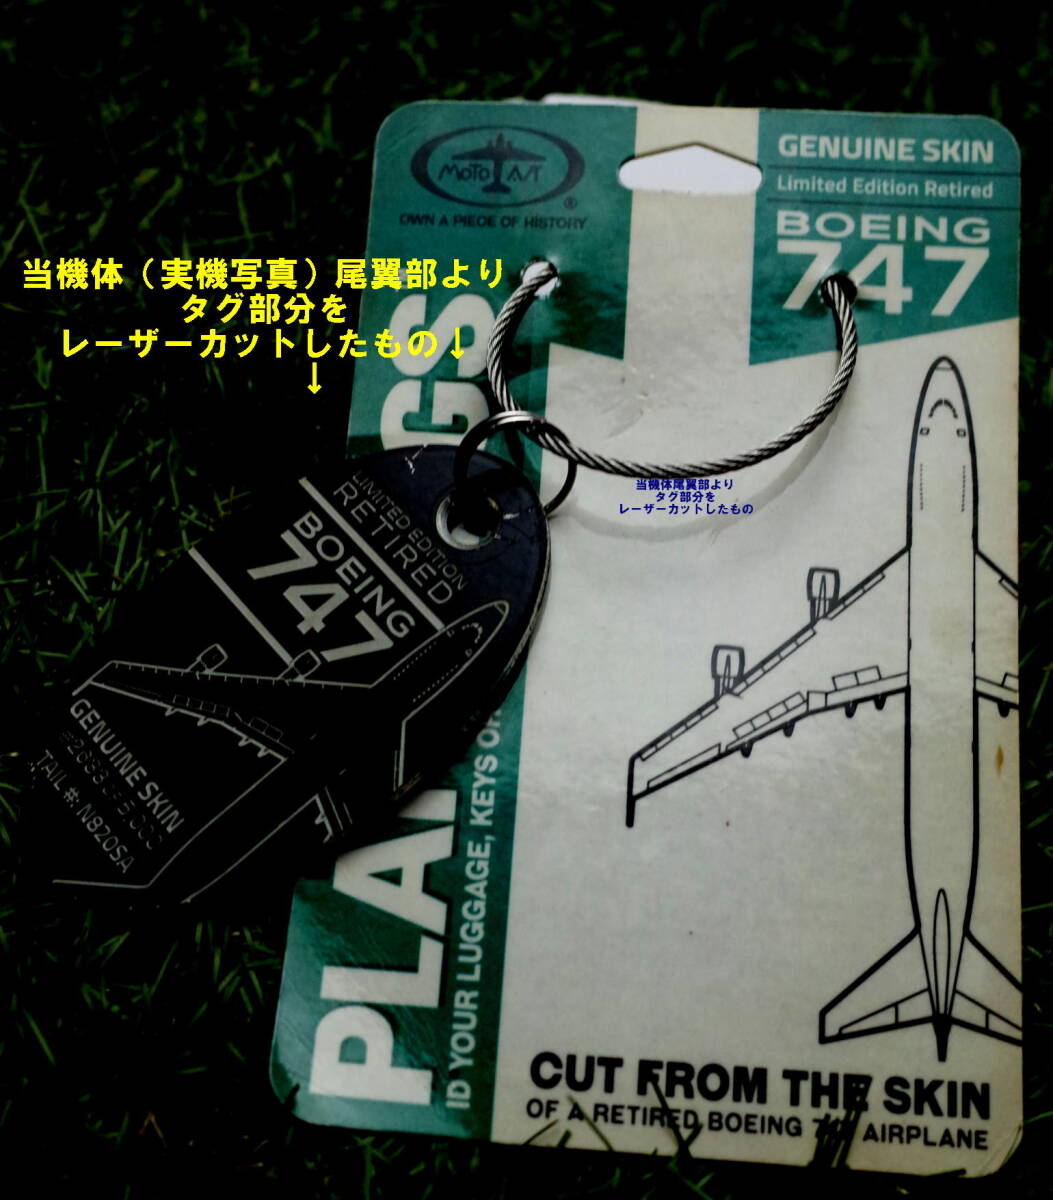 MOTO ART
®
OWN A PIECE OF HISTORY
GENUINE SKIN
Limited Edition Retired
BOEING
747
当機体（実機写真）尾翼部より
タグ部分を
レーザーカットしたもの↓
↓
当機体尾翼部より
タグ部分を
レーザーカットしたもの
LIMITED EDITION
RETIRED
BOEING
747
GENUINE SKIN
TAIL #: N820SA
PLA
GS
ID YOUR LUGGAGE, KEYS OR
CUT FROM THE SKIN
OF A RETIRED BOEING 747 AIRPLANE